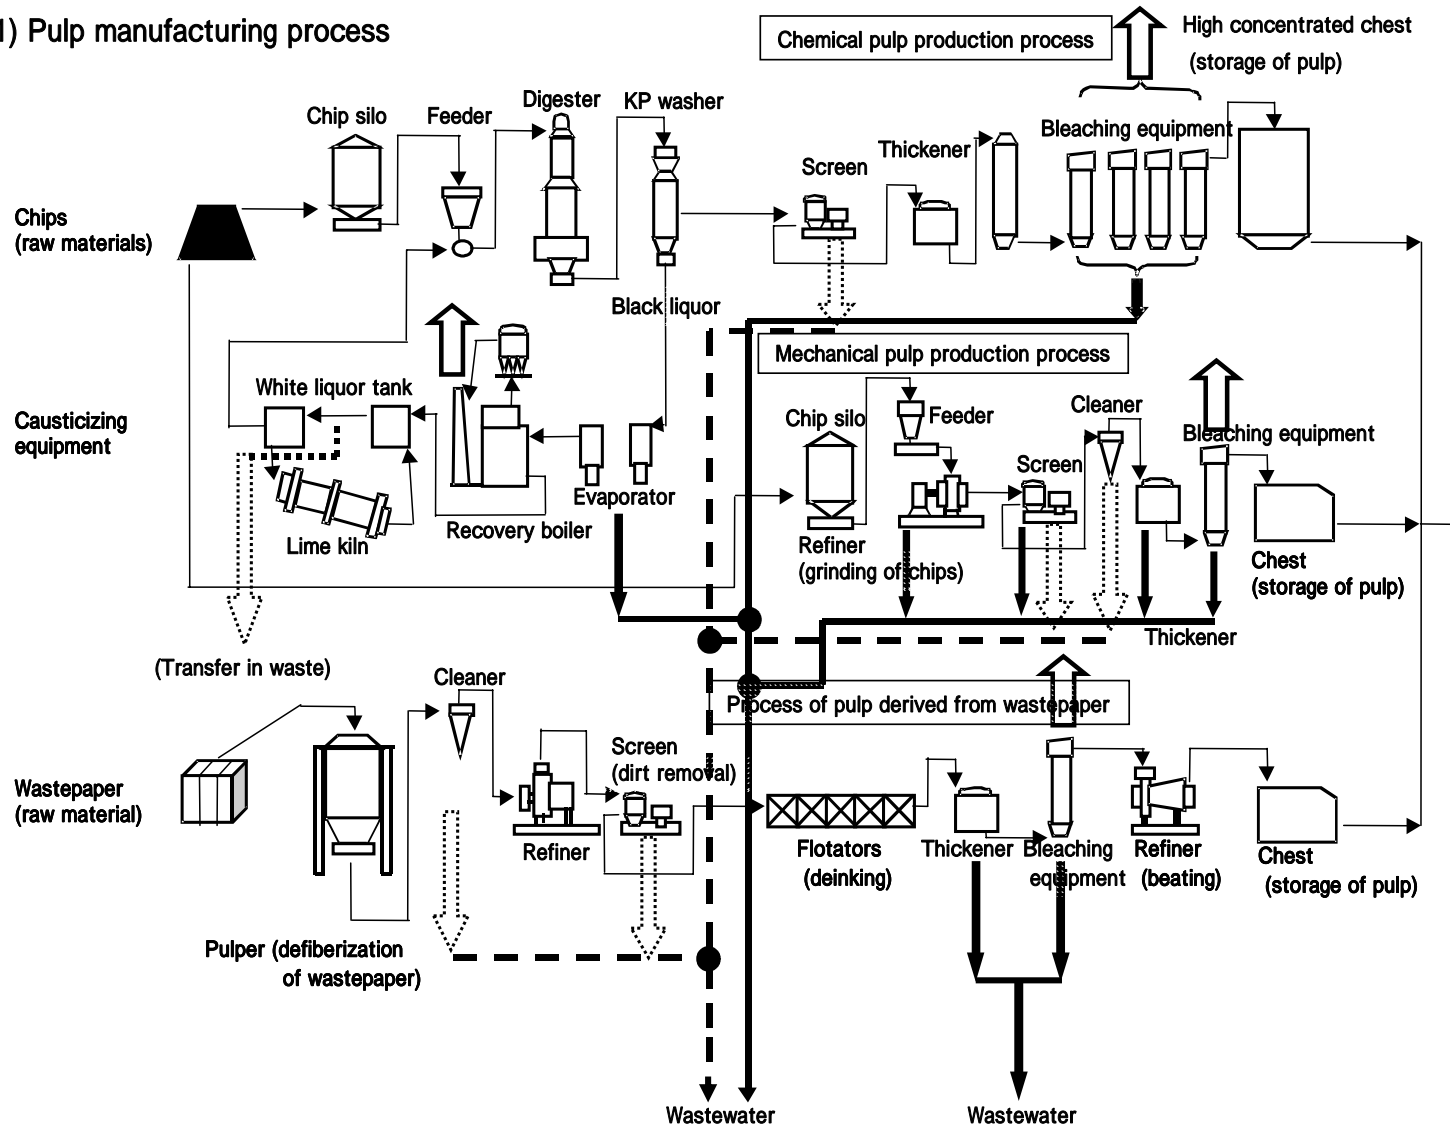 1) Pulp manufacturing process
Chemical pulp production process
High concentrated chest
(storage of pulp)
Chip silo
Feeder
Digester
KP washer
Screen
Thickener
Bleaching equipment
Chips
(raw materials)
Black liquor
Mechanical pulp production process
White liquor tank
Causticizing
equipment
Evaporator
Recovery boiler
Lime kiln
Chip silo
Feeder
Cleaner
Bleaching equipment
Screen
Refiner
(grinding of chips)
Chest
(storage of pulp)
Thickener
(Transfer in waste)
Process of pulp derived from wastepaper
Cleaner
Screen
(dirt removal)
Wastepaper
(raw material)
Refiner
Flotators
(deinking)
Thickener
Bleaching
equipment
Refiner
(beating)
Chest
(storage of pulp)
Pulper (defiberization
of wastepaper)
Wastewater
Wastewater